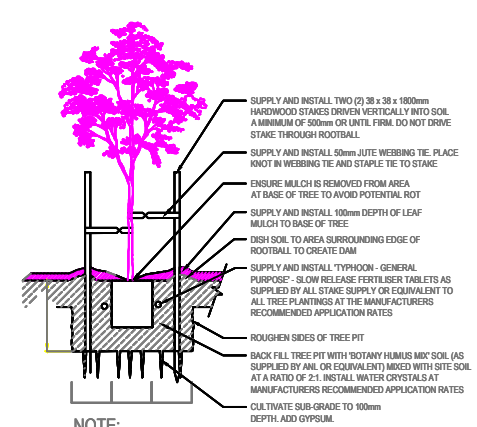 SUPPLY AND INSTALL TWO (2) 38 x 38 x 1800mm
HARDWOOD STAKES DRIVEN VERTICALLY INTO SOIL
A MINIMUM OF 500mm OR UNTIL FIRM. DO NOT DRIVE
STAKE THROUGH ROOTBALL
SUPPLY AND INSTALL 50mm JUTE WEBBING TIE. PLACE
KNOT IN WEBBING TIE AND STAPLE TIE TO STAKE
ENSURE MULCH IS REMOVED FROM AREA
AT BASE OF TREE TO AVOID POTENTIAL ROT
SUPPLY AND INSTALL 100mm DEPTH OF LEAF
MULCH TO BASE OF TREE
DISH SOIL TO AREA SURROUNDING EDGE OF
ROOTBALL TO CREATE DAM
SUPPLY AND INSTALL 'TYPHOON - GENERAL
PURPOSE' - SLOW RELEASE FERTILISER TABLETS AS
SUPPLIED BY ALL STAKE SUPPLY OR EQUIVALENT TO
ALL TREE PLANTINGS AT THE MANUFACTURERS
RECOMMENDED APPLICATION RATES
ROUGHEN SIDES OF TREE PIT
BACK FILL TREE PIT WITH 'BOTANY HUMUS MIX' SOIL (AS
SUPPLIED BY ANL OR EQUIVALENT) MIXED WITH SITE SOIL
AT A RATIO OF 2:1. INSTALL WATER CRYSTALS AT
MANUFACTURERS RECOMMENDED APPLICATION RATES
CULTIVATE SUB-GRADE TO 100mm
DEPTH. ADD GYPSUM.
NOTE: